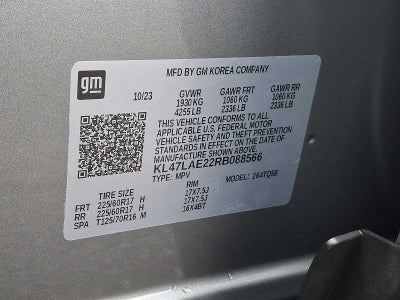 gm
MFD BY GM KOREA COMPANY
10/23 GVWR GAWR FRT GAWR RR
1930 KG 1060 KG 1060 KG
4255 LB 2336 LB 2336 LB
THIS VEHICLE CONFORMS TO ALL
APPLICABLE U.S. FEDERAL MOTOR
VEHICLE SAFETY AND THEFT PREVENTION
STANDARDS IN EFFECT ON THE DATE OF
MANUFACTURE SHOWN ABOVE.
KL47LAE22RB088566
TYPE: MPV MODEL: 264TQ58
TIRE SIZE RIM
FRT 225/60R17 H 17X7.5J
RR 225/60R17 H 17X7.5J
SPA T125/70R16 M 16X4BT